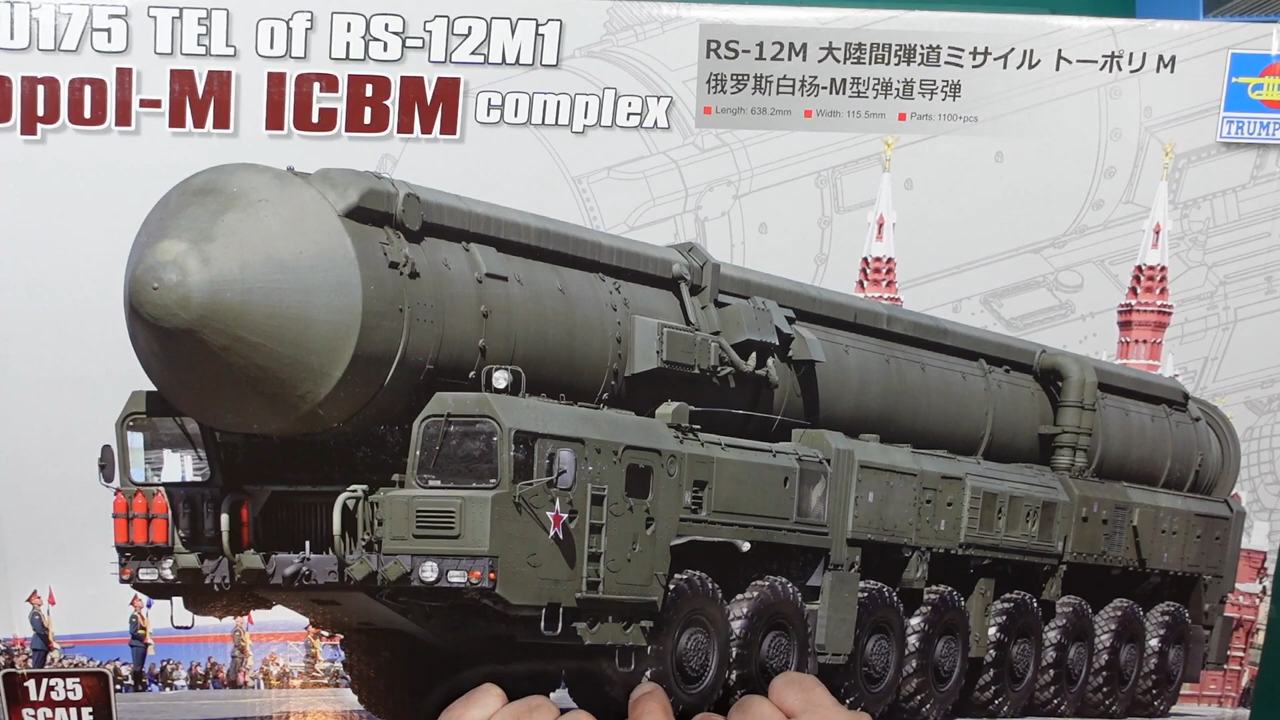 U175 TEL of RS-12M1
opol-M ICBM complex
RS-12M 大陸間弾道ミサイル トーポリ M
俄罗斯白杨-M型弹道导弹
Length: 638.2mm Width: 115.5mm Parts: 1100+pcs
TRUMP
1/35
SCALE